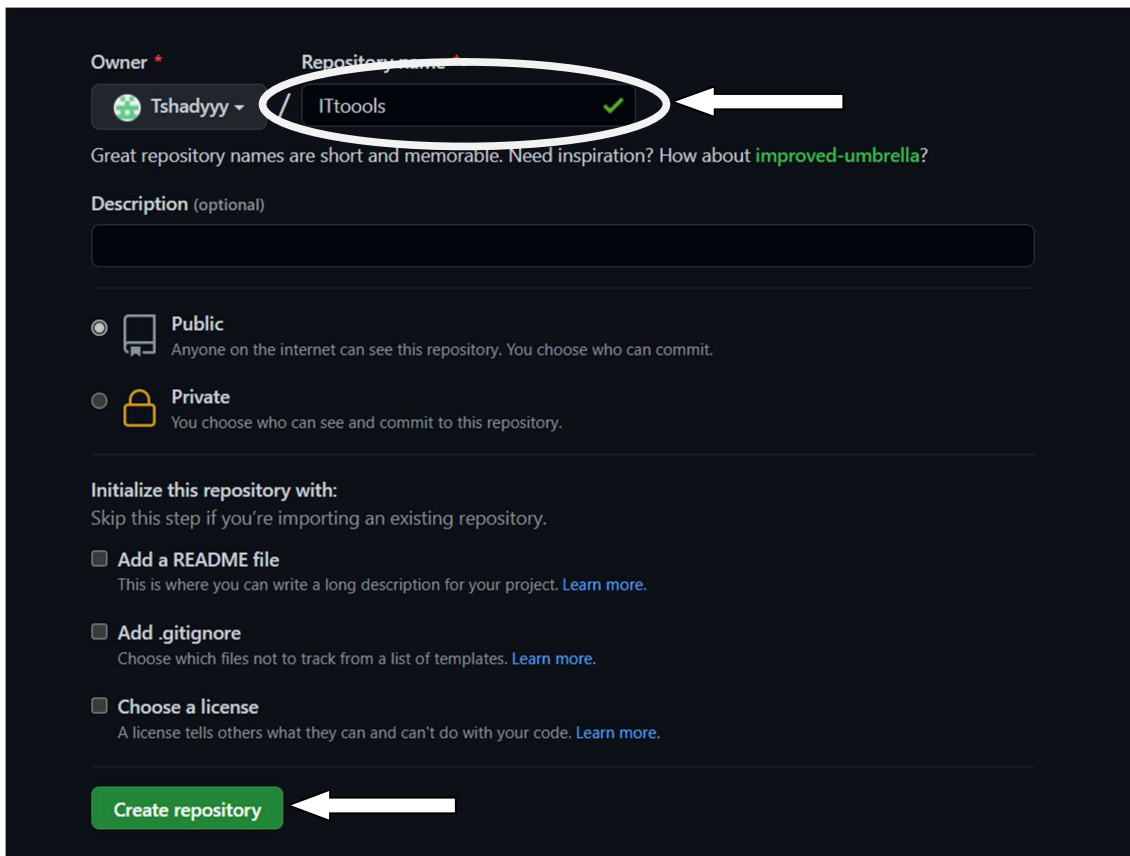 Owner * Repository name *
Tshadyyy / ITtoools
Great repository names are short and memorable. Need inspiration? How about improved-umbrella?
Description (optional)
Public
Anyone on the internet can see this repository. You choose who can commit.
Private
You choose who can see and commit to this repository.
Initialize this repository with:
Skip this step if you're importing an existing repository.
Add a README file
This is where you can write a long description for your project. Learn more.
Add .gitignore
Choose which files not to track from a list of templates. Learn more.
Choose a license
A license tells others what they can and can't do with your code. Learn more.
Create repository